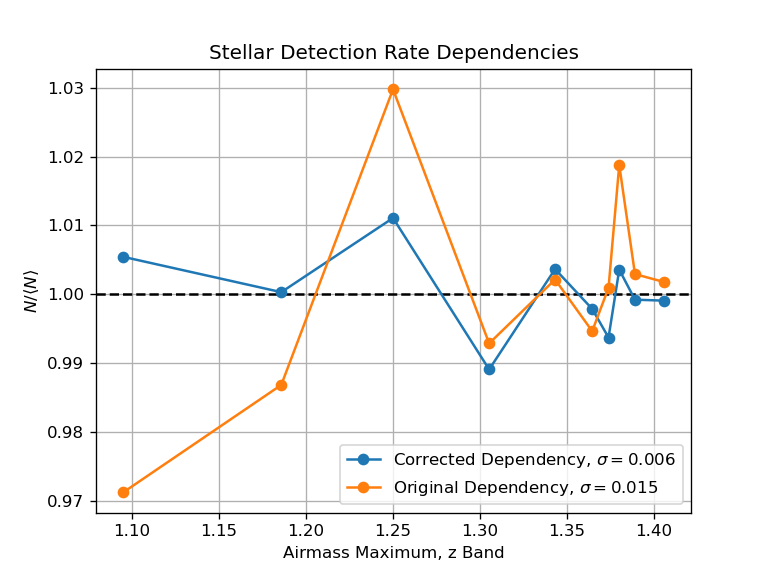 Stellar Detection Rate Dependencies
N/⟨N⟩
1.03
1.02
1.01
1.00
0.99
0.98
0.97
Corrected Dependency, σ = 0.006
Original Dependency, σ = 0.015
1.10 1.15 1.20 1.25 1.30 1.35 1.40
Airmass Maximum, z Band